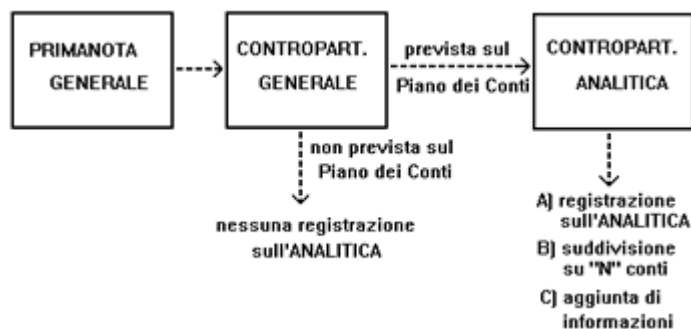 PRIMANOTA
GENERALE
CONTROPART.
GENERALE
prevista sul
Piano dei Conti
CONTROPART.
ANALITICA
non prevista sul
Piano dei Conti
nessuna registrazione
sull'ANALITICA
A) registrazione
sull'ANALITICA
B) suddivisione
su "N" conti
C) aggiunta di
informazioni